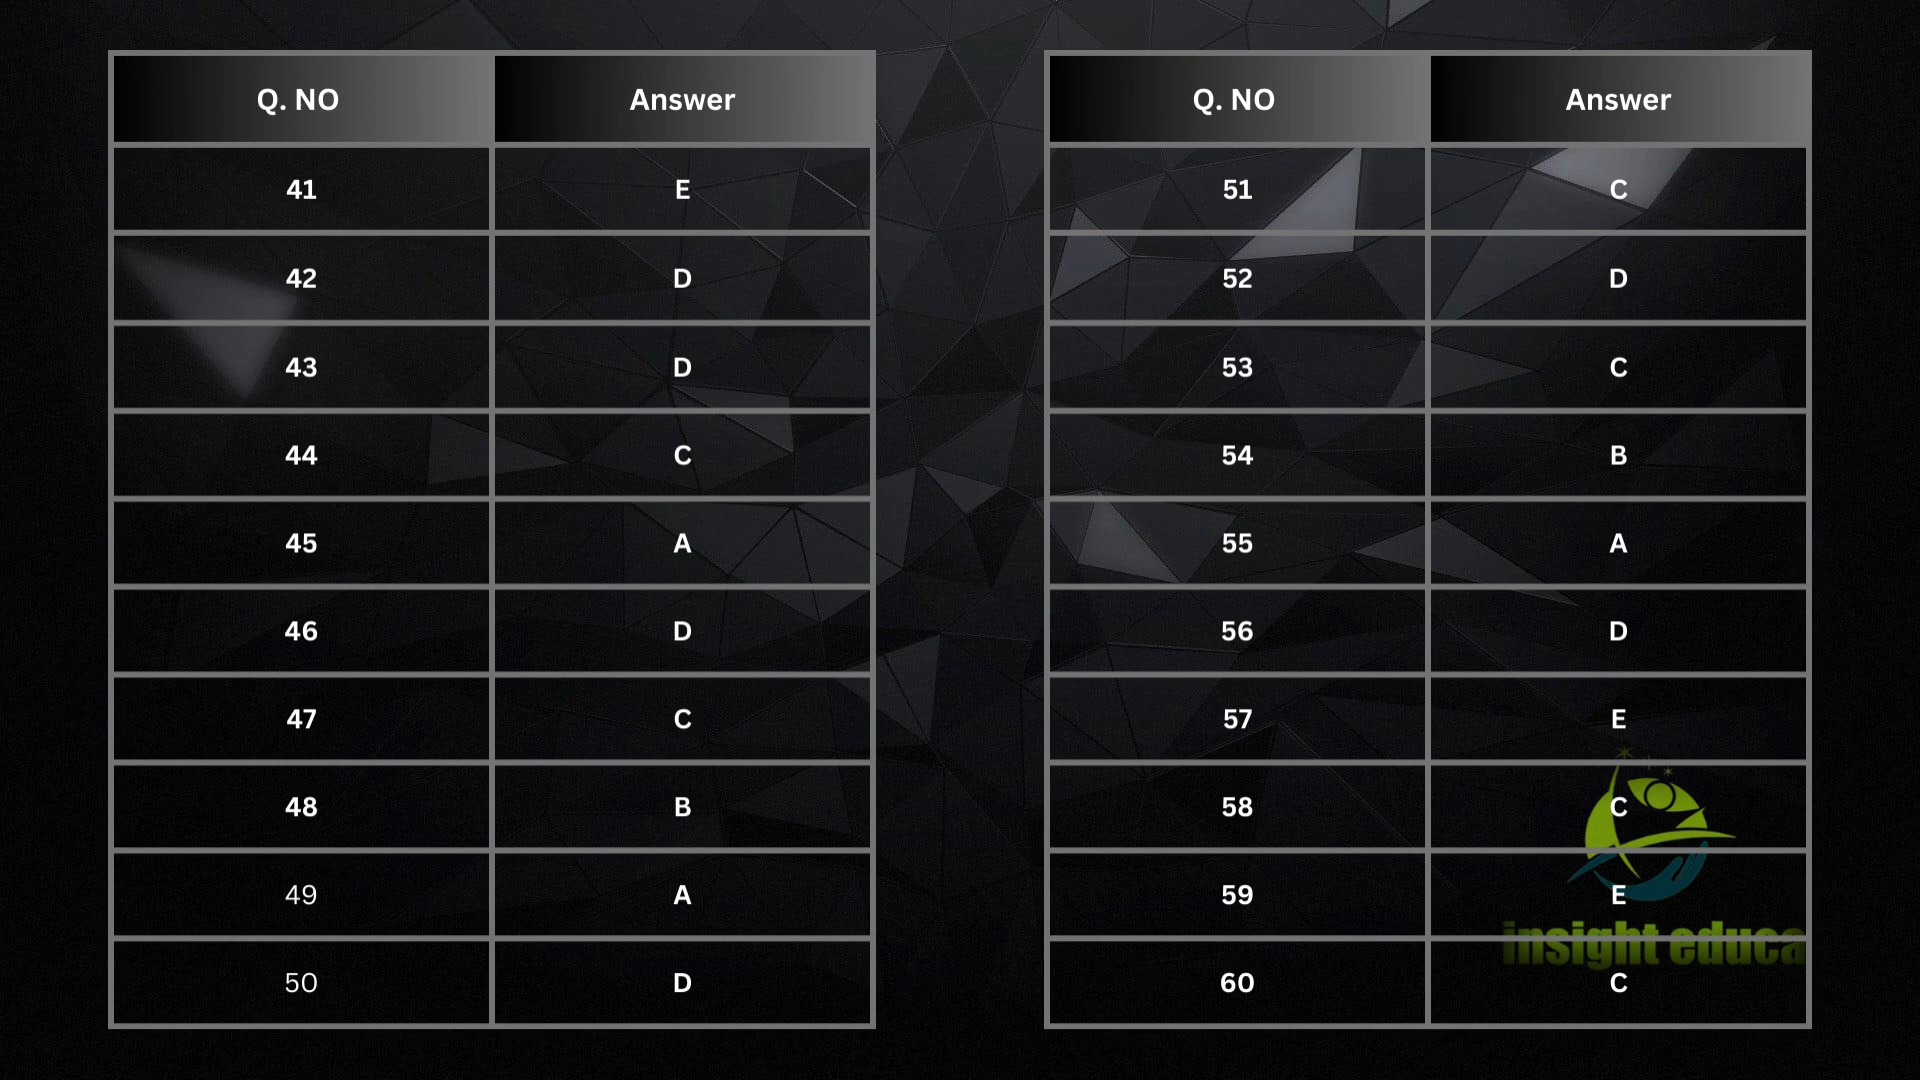 Q. NO Answer
41 E
42 D
43 D
44 C
45 A
46 D
47 C
48 B
49 A
50 D
Q. NO Answer
51 C
52 D
53 C
54 B
55 A
56 D
57 E
58 C
59 E
60 C
insight educa